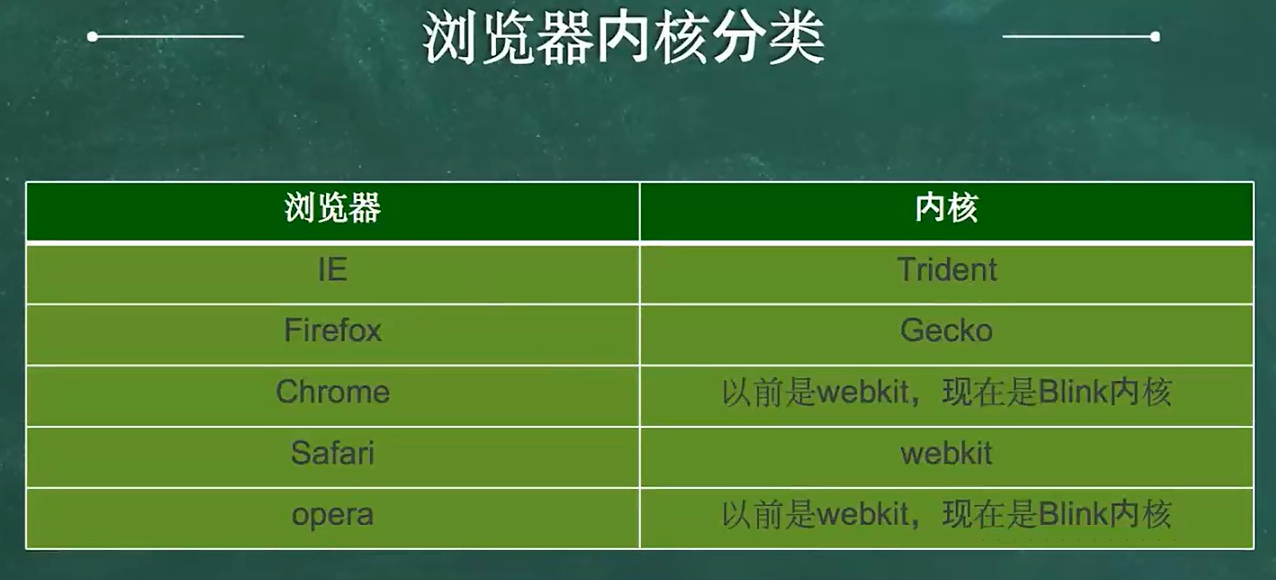 浏览器内核分类
浏览器 内核
IE Trident
Firefox Gecko
Chrome 以前是webkit，现在是Blink内核
Safari webkit
opera 以前是webkit，现在是Blink内核